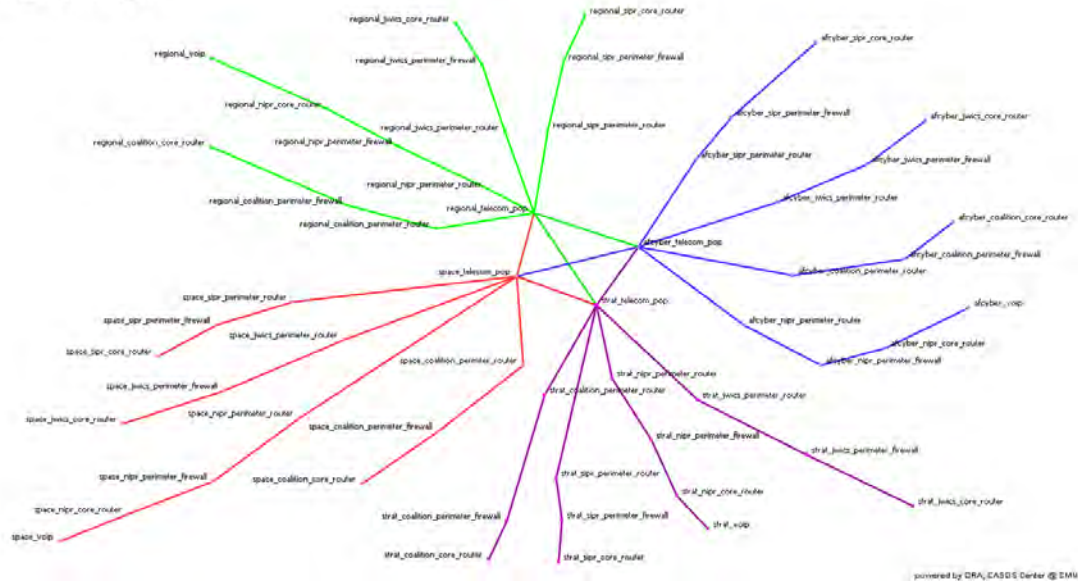 regional_sipr_core_router
regional_jwics_core_router
afcyber_sipr_core_router
regional_voip
regional_jwics_perimeter_firewall
regional_sipr_perimeter_firewall
regional_nipr_core_router
afcyber_sipr_perimeter_firewall
afcyber_jwics_core_router
regional_jwics_perimeter_router
regional_sipr_perimeter_router
regional_coalition_core_router
regional_nipr_perimeter_firewall
afcyber_sipr_perimeter_router
afcyber_jwics_perimeter_firewall
regional_nipr_perimeter_router
afcyber_jwics_perimeter_router
regional_coalition_perimeter_firewall
regional_telecom_pop
afcyber_coalition_core_router
regional_coalition_perimeter_router
afcyber_telecom_pop
afcyber_coalition_perimeter_firewall
space_telecom_pop
afcyber_coalition_perimeter_router
space_sipr_perimeter_router
strat_telecom_pop
afcyber_voip
space_sipr_perimeter_firewall
afcyber_nipr_perimeter_router
space_jwics_perimeter_router
space_sipr_core_router
afcyber_nipr_core_router
space_coalition_perimiter_router
afcyber_nipr_perimeter_firewall
strat_nipr_perimeter_router
space_jwics_perimeter_firewall
strat_coalition_perimeter_router
strat_jwics_perimeter_router
space_nipr_perimeter_router
space_jwics_core_router
space_coalition_perimeter_firewall
strat_nipr_perimeter_firewall
strat_jwics_perimeter_firewall
space_nipr_perimeter_firewall
strat_sipr_perimeter_router
space_coalition_core_router
strat_nipr_core_router
strat_jwics_core_router
space_nipr_core_router
strat_coalition_perimeter_firewall
strat_sipr_perimeter_firewall
strat_voip
space_voip
strat_coalition_core_router
strat_sipr_core_router
powered by ORA, CASOS Center @ CMU